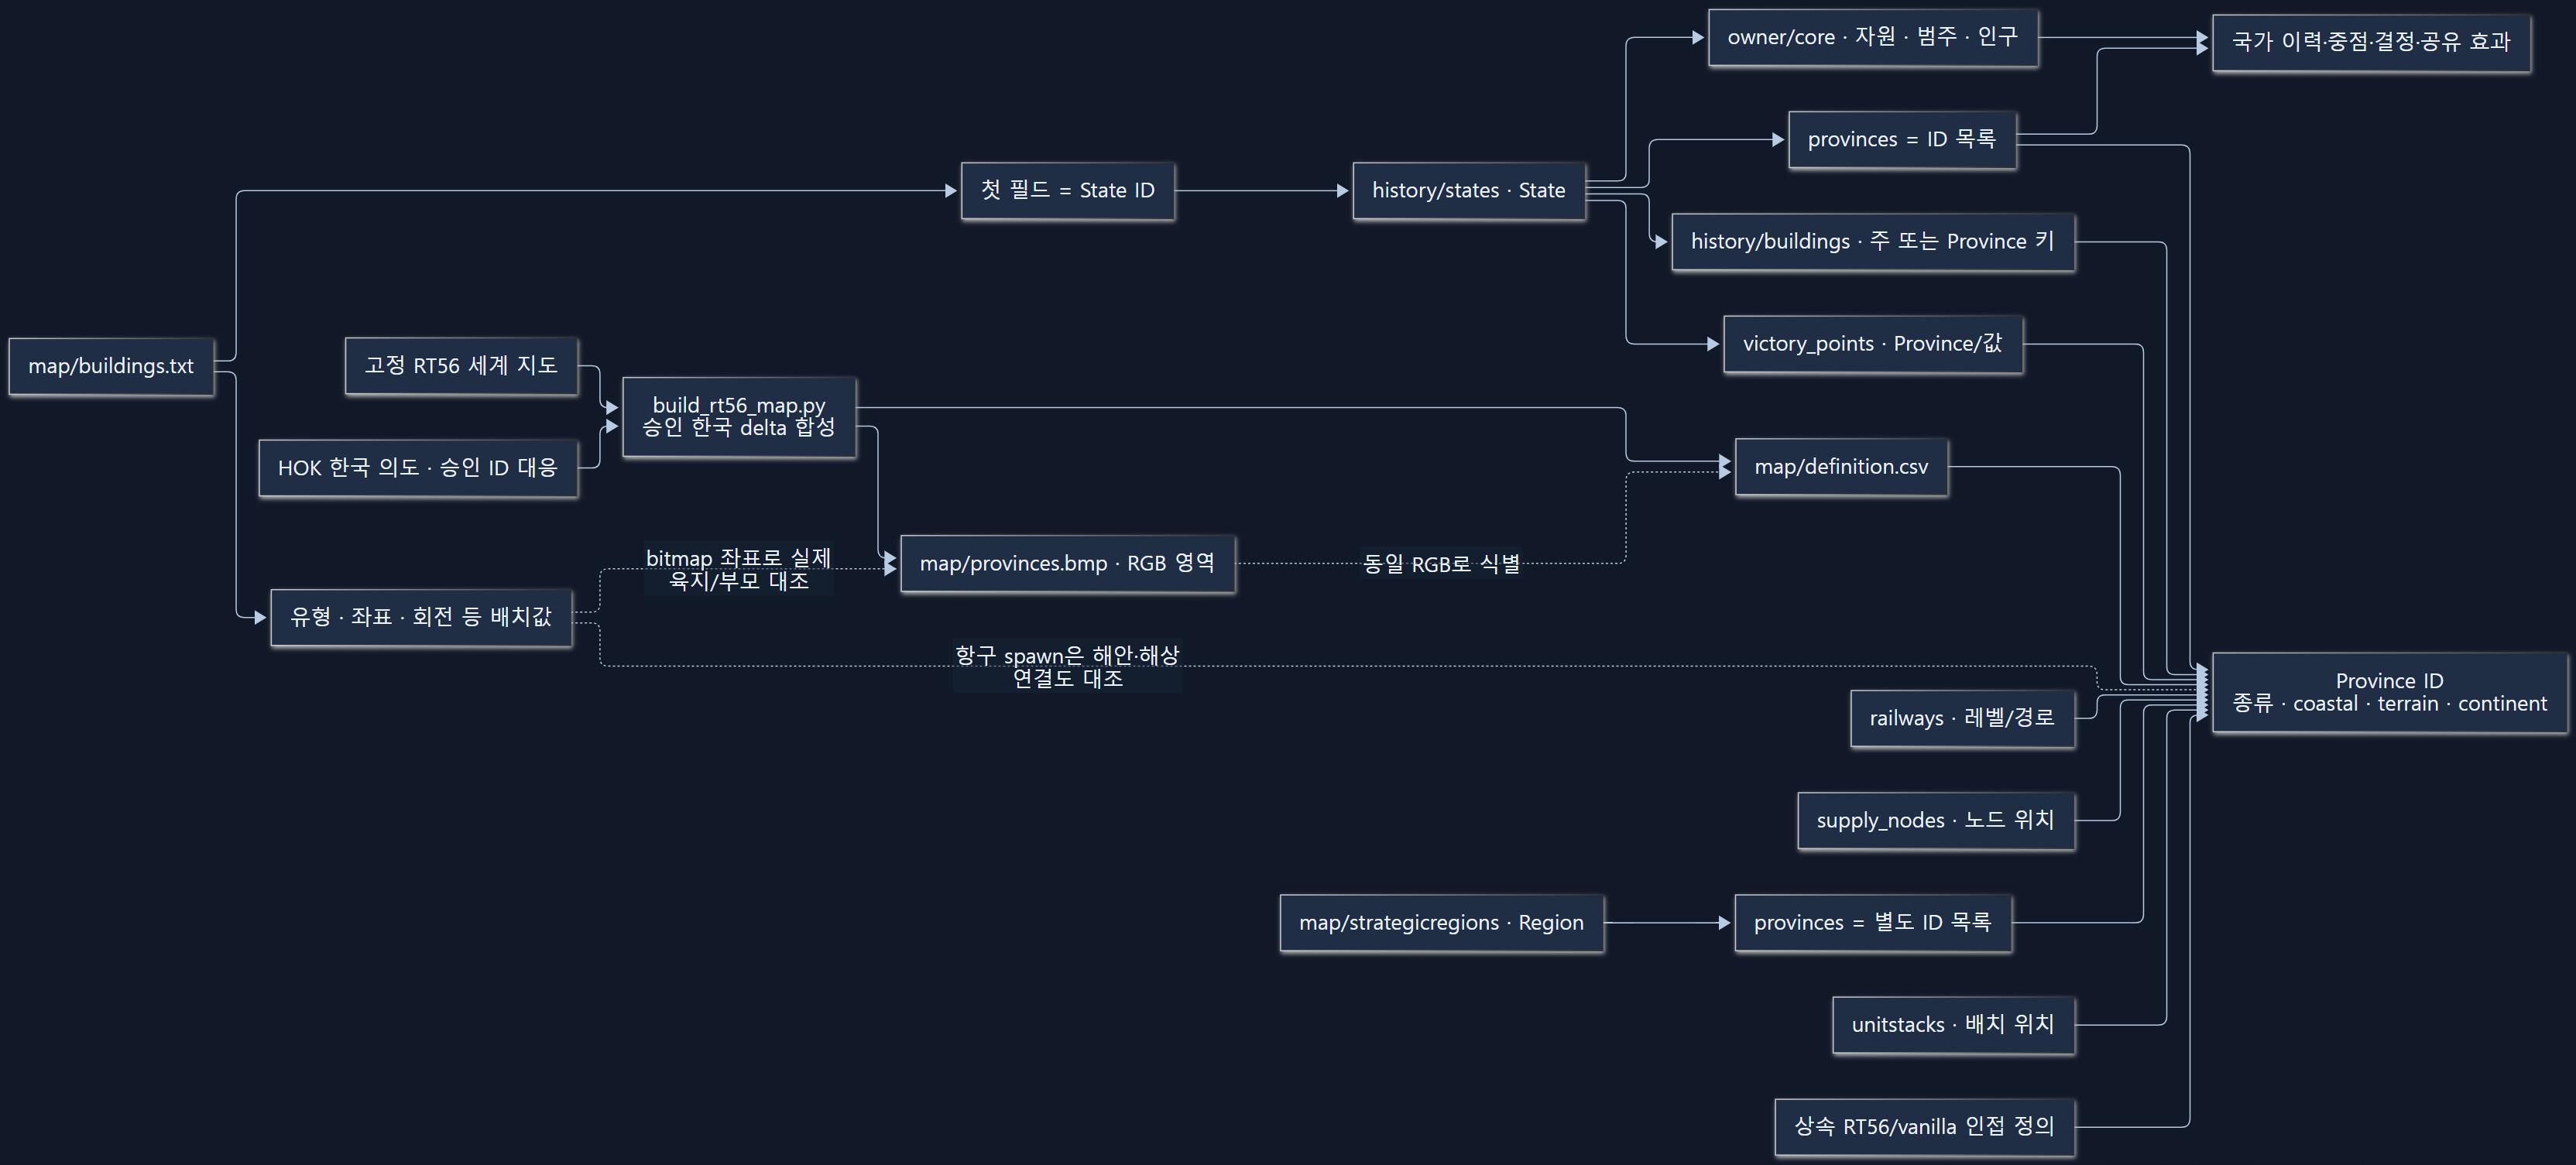 owner/core · 자원 · 범주 · 인구
국가 이력·중점·결정·공유 효과
provinces = ID 목록
첫 필드 = State ID
history/states · State
history/buildings · 주 또는 Province 키
victory_points · Province/값
map/buildings.txt
고정 RT56 세계 지도
build_rt56_map.py
승인 한국 delta 합성
HOK 한국 의도 · 승인 ID 대응
map/definition.csv
bitmap 좌표로 실제
육지/부모 대조
map/provinces.bmp · RGB 영역
동일 RGB로 식별
유형 · 좌표 · 회전 등 배치값
항구 spawn은 해안·해상
연결도 대조
Province ID
종류 · coastal · terrain · continent
railways · 레벨/경로
supply_nodes · 노드 위치
map/strategicregions · Region
provinces = 별도 ID 목록
unitstacks · 배치 위치
상속 RT56/vanilla 인접 정의